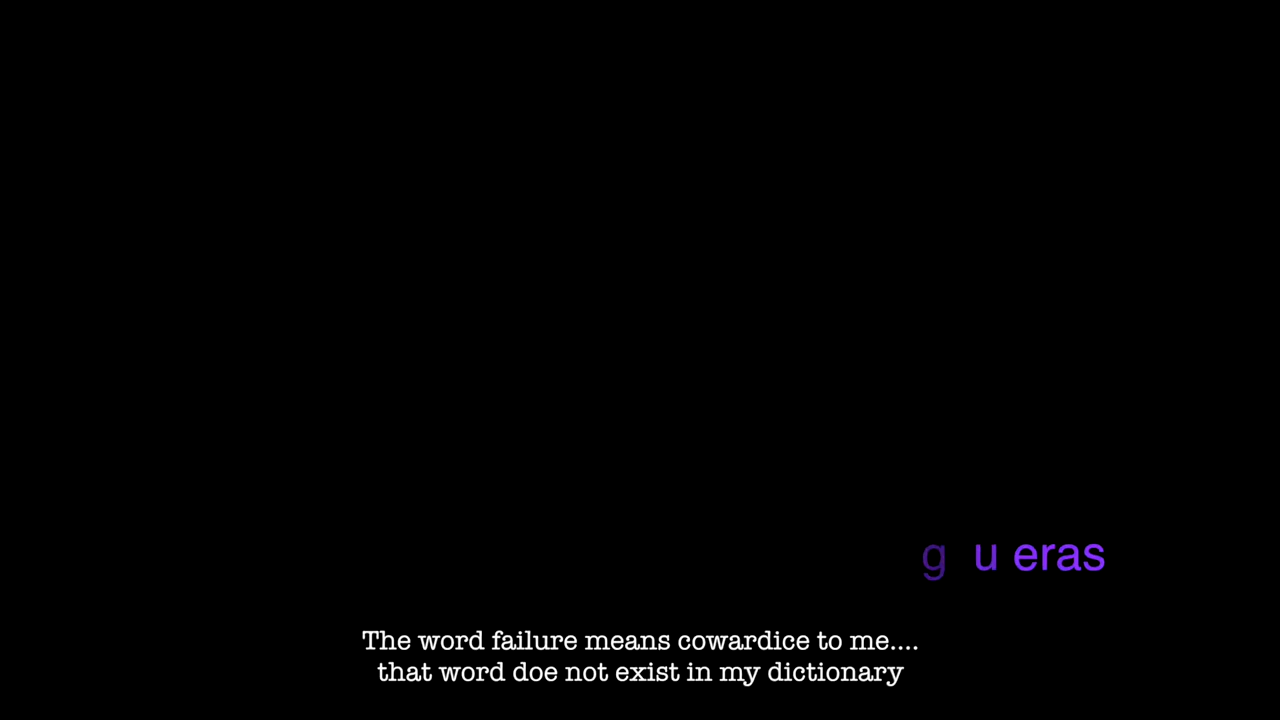 g u eras
The word failure means cowardice to me....
that word doe not exist in my dictionary